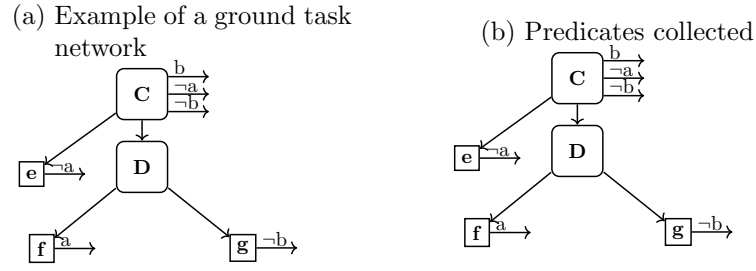 (a) Example of a ground task
network
(b) Predicates collected
b
C
¬a
¬b
e
¬a
D
f
a
g
¬b
b
C
¬a
¬b
e
¬a
D
f
a
g
¬b